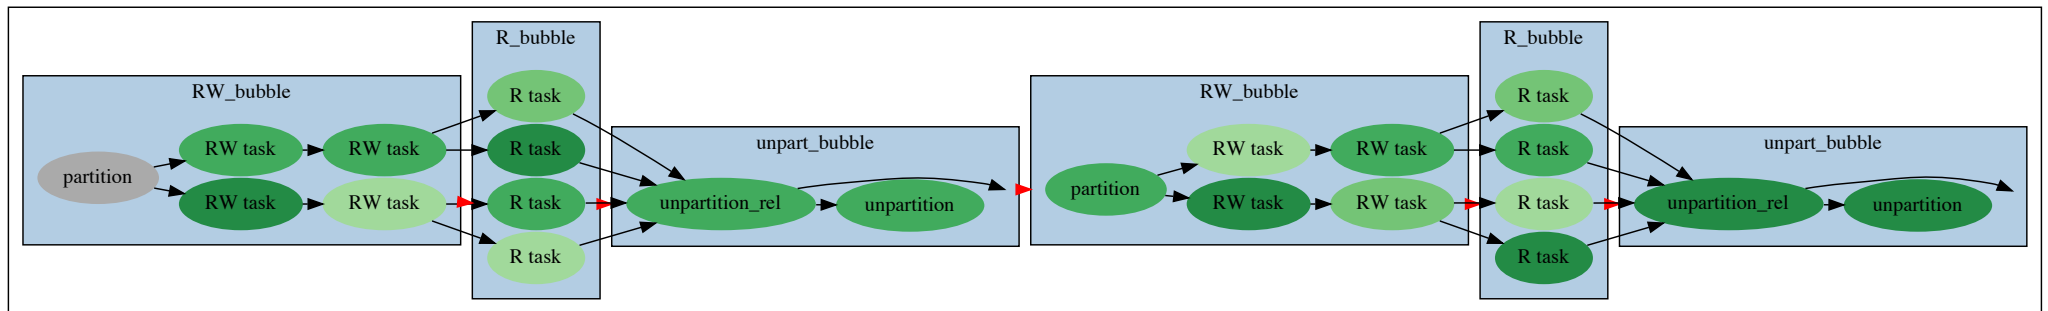 RW_bubble
partition
RW task
RW task
RW task
RW task
R_bubble
R task
R task
R task
R task
unpart_bubble
unpartition_rel
unpartition
RW_bubble
partition
RW task
RW task
RW task
RW task
R_bubble
R task
R task
R task
R task
unpart_bubble
unpartition_rel
unpartition